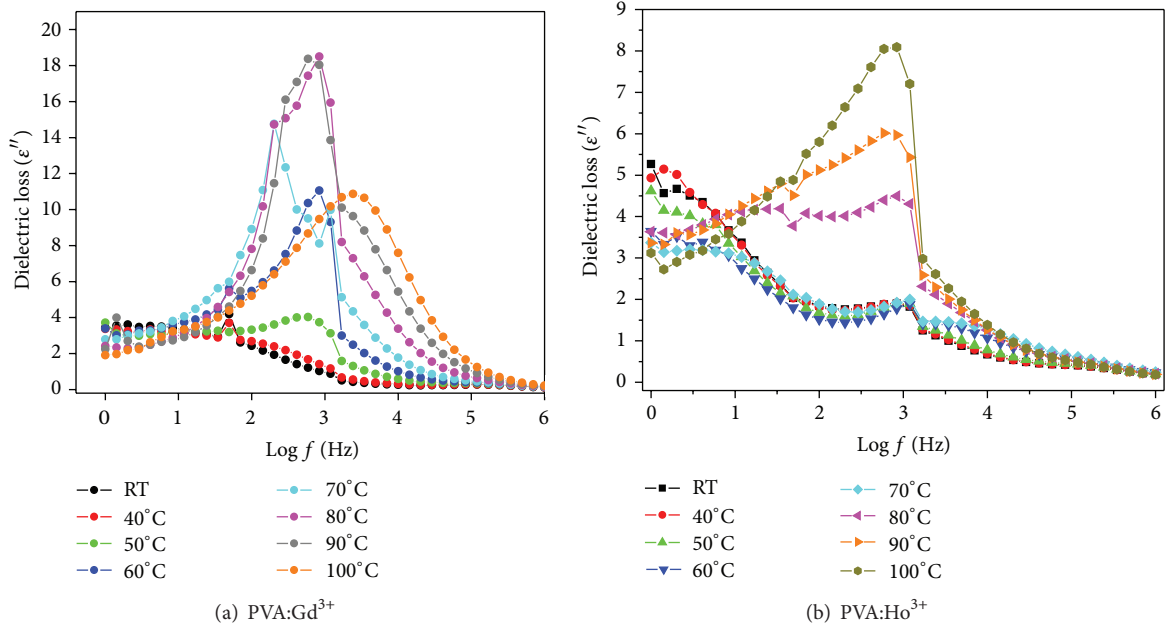 20
18
16
14
12
10
8
6
4
2
0
Dielectric loss (ε′′)
0 1 2 3 4 5 6
Log f (Hz)
RT
40°C
50°C
60°C
70°C
80°C
90°C
100°C
(a) PVA:Gd³⁺
9
8
7
6
5
4
3
2
1
0
Dielectric loss (ε′′)
0 1 2 3 4 5 6
Log f (Hz)
RT
40°C
50°C
60°C
70°C
80°C
90°C
100°C
(b) PVA:Ho³⁺